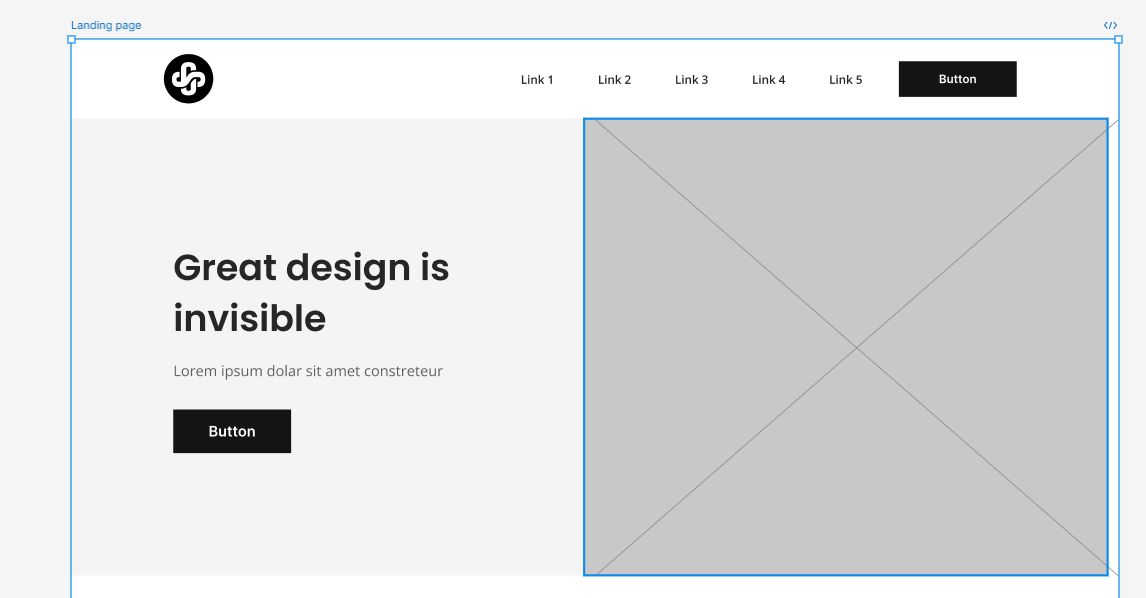 Landing page
Link 1 Link 2 Link 3 Link 4 Link 5 Button
Great design is
invisible
Lorem ipsum dolar sit amet constreteur
Button